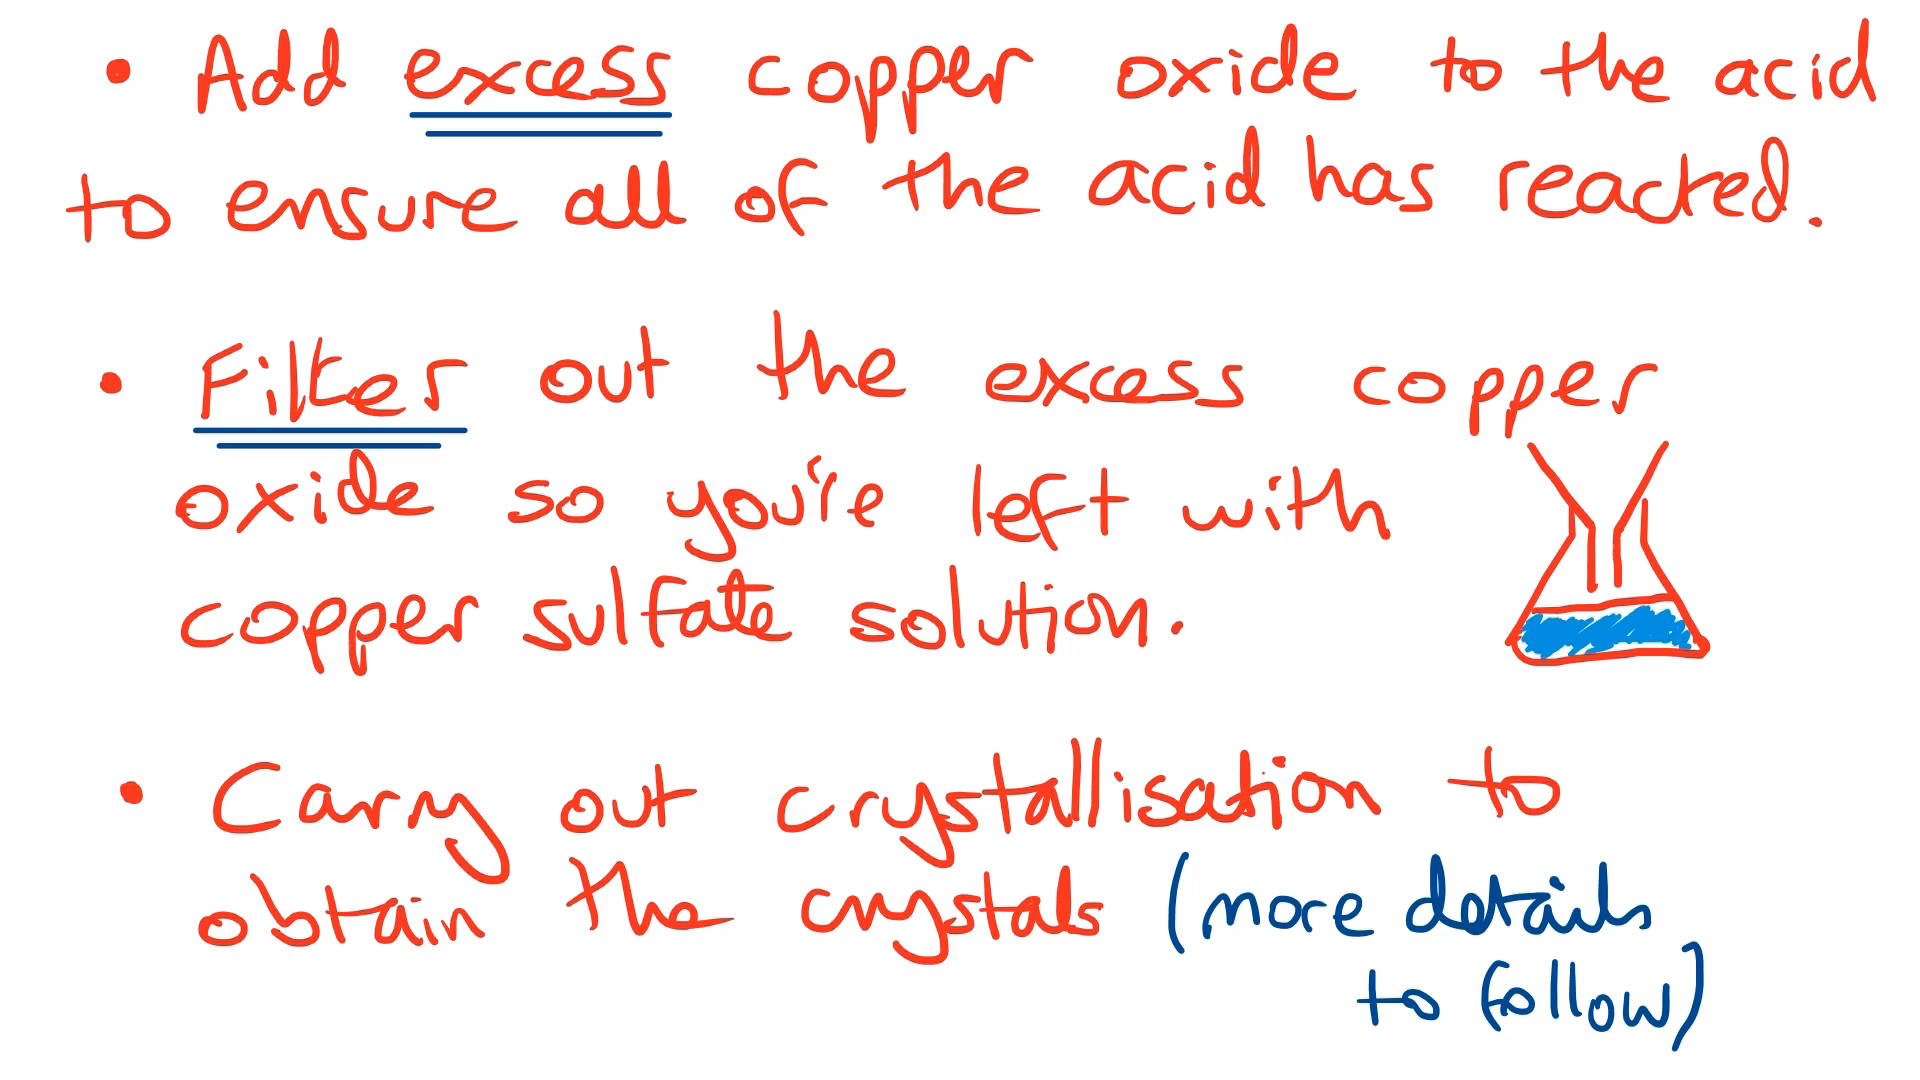 • Add excess copper oxide to the acid
to ensure all of the acid has reacted.
• Filter out the excess copper
oxide so you're left with
copper sulfate solution.
• Carry out crystallisation to
obtain the crystals (more details
to follow)